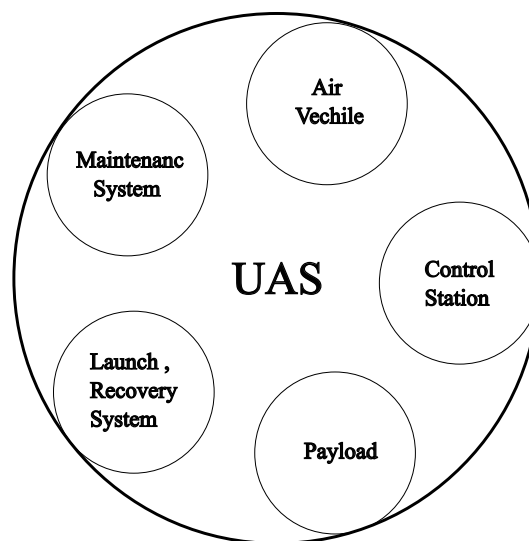 Air
Vechile
Maintenanc
System
UAS
Control
Station
Launch ,
Recovery
System
Payload